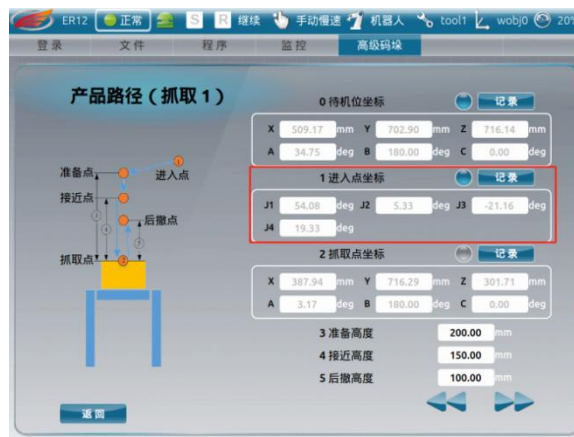 ER12 正常 S R 继续 手动慢速 机器人 tool1 wobj0 20%
登录 文件 程序 监控 高级码垛
产品路径（抓取1）
0 待机位坐标 记录
X 509.17 mm Y 702.90 mm Z 716.14 mm
A 34.75 deg B 180.00 deg C 0.00 deg
1 进入点坐标 记录
J1 54.08 deg J2 5.33 deg J3 -21.16 deg
J4 19.33 deg
2 抓取点坐标 记录
X 387.94 mm Y 716.29 mm Z 301.71 mm
A 3.17 deg B 180.00 deg C 0.00 deg
3 准备高度 200.00 mm
4 接近高度 150.00 mm
5 后撤高度 100.00 mm
准备点
进入点
接近点
后撤点
抓取点
返回